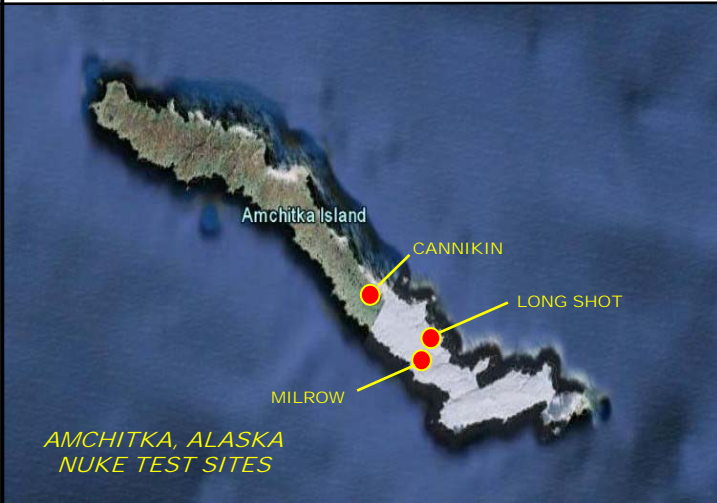 Amchitka Island
CANNIKIN
LONG SHOT
MILROW
AMCHITKA, ALASKA
NUKE TEST SITES